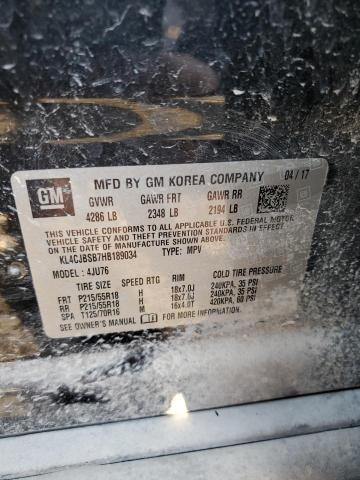 GM
MFD BY GM KOREA COMPANY 04 / 17
GVWR GAWR FRT GAWR RR
4286 LB 2348 LB 2194 LB
THIS VEHICLE CONFORMS TO ALL APPLICABLE U.S. FEDERAL MOTOR
VEHICLE SAFETY, BUMPER, AND THEFT PREVENTION STANDARDS IN EFFECT ON
THE DATE OF MANUFACTURE SHOWN ABOVE.
KLACJBSB7HB189034 TYPE: MPV
MODEL : 4JU76
TIRE SIZE SPEED RTG RIM COLD TIRE PRESSURE
FRT P215/55R18 H 18x7.0J 240KPA, 35 PSI
RR P215/55R18 H 18x7.0J 240KPA, 35 PSI
SPA T125/70R16 M 16x4.0T 420KPA, 60 PSI
SEE OWNER'S MANUAL FOR MORE INFORMATION.